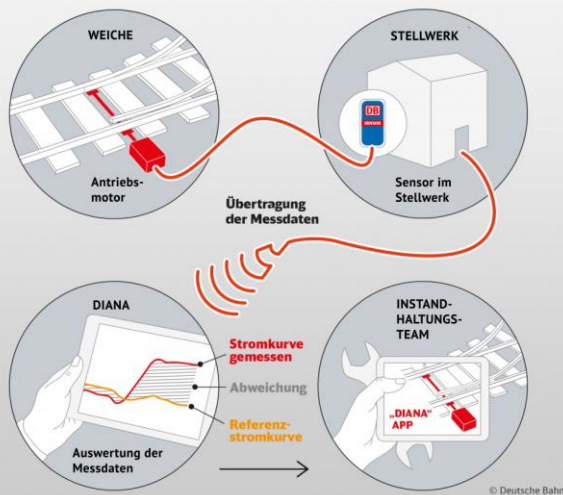 WEICHE
Antriebs-
motor
STELLWERK
DB
SENSOR
Sensor im
Stellwerk
Übertragung
der Messdaten
DIANA
Stromkurve
gemessen
Abweichung
Referenz-
stromkurve
Auswertung der
Messdaten
INSTAND-
HALTUNGS-
TEAM
„DIANA“
APP
© Deutsche Bahn